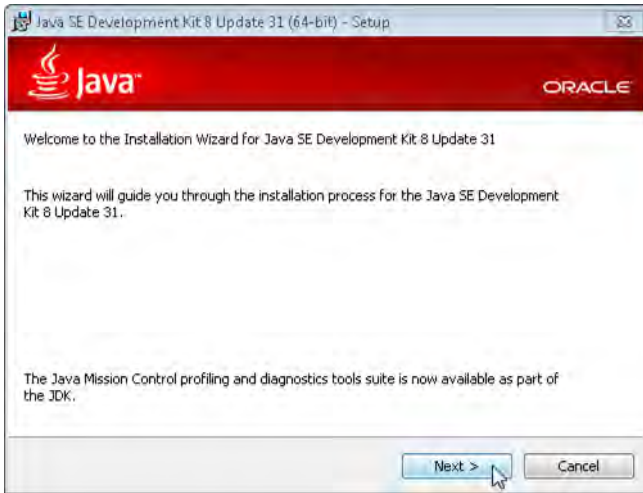 Java SE Development Kit 8 Update 31 (64-bit) - Setup
Java™
ORACLE
Welcome to the Installation Wizard for Java SE Development Kit 8 Update 31
This wizard will guide you through the installation process for the Java SE Development
Kit 8 Update 31.
The Java Mission Control profiling and diagnostics tools suite is now available as part of
the JDK.
Next >
Cancel